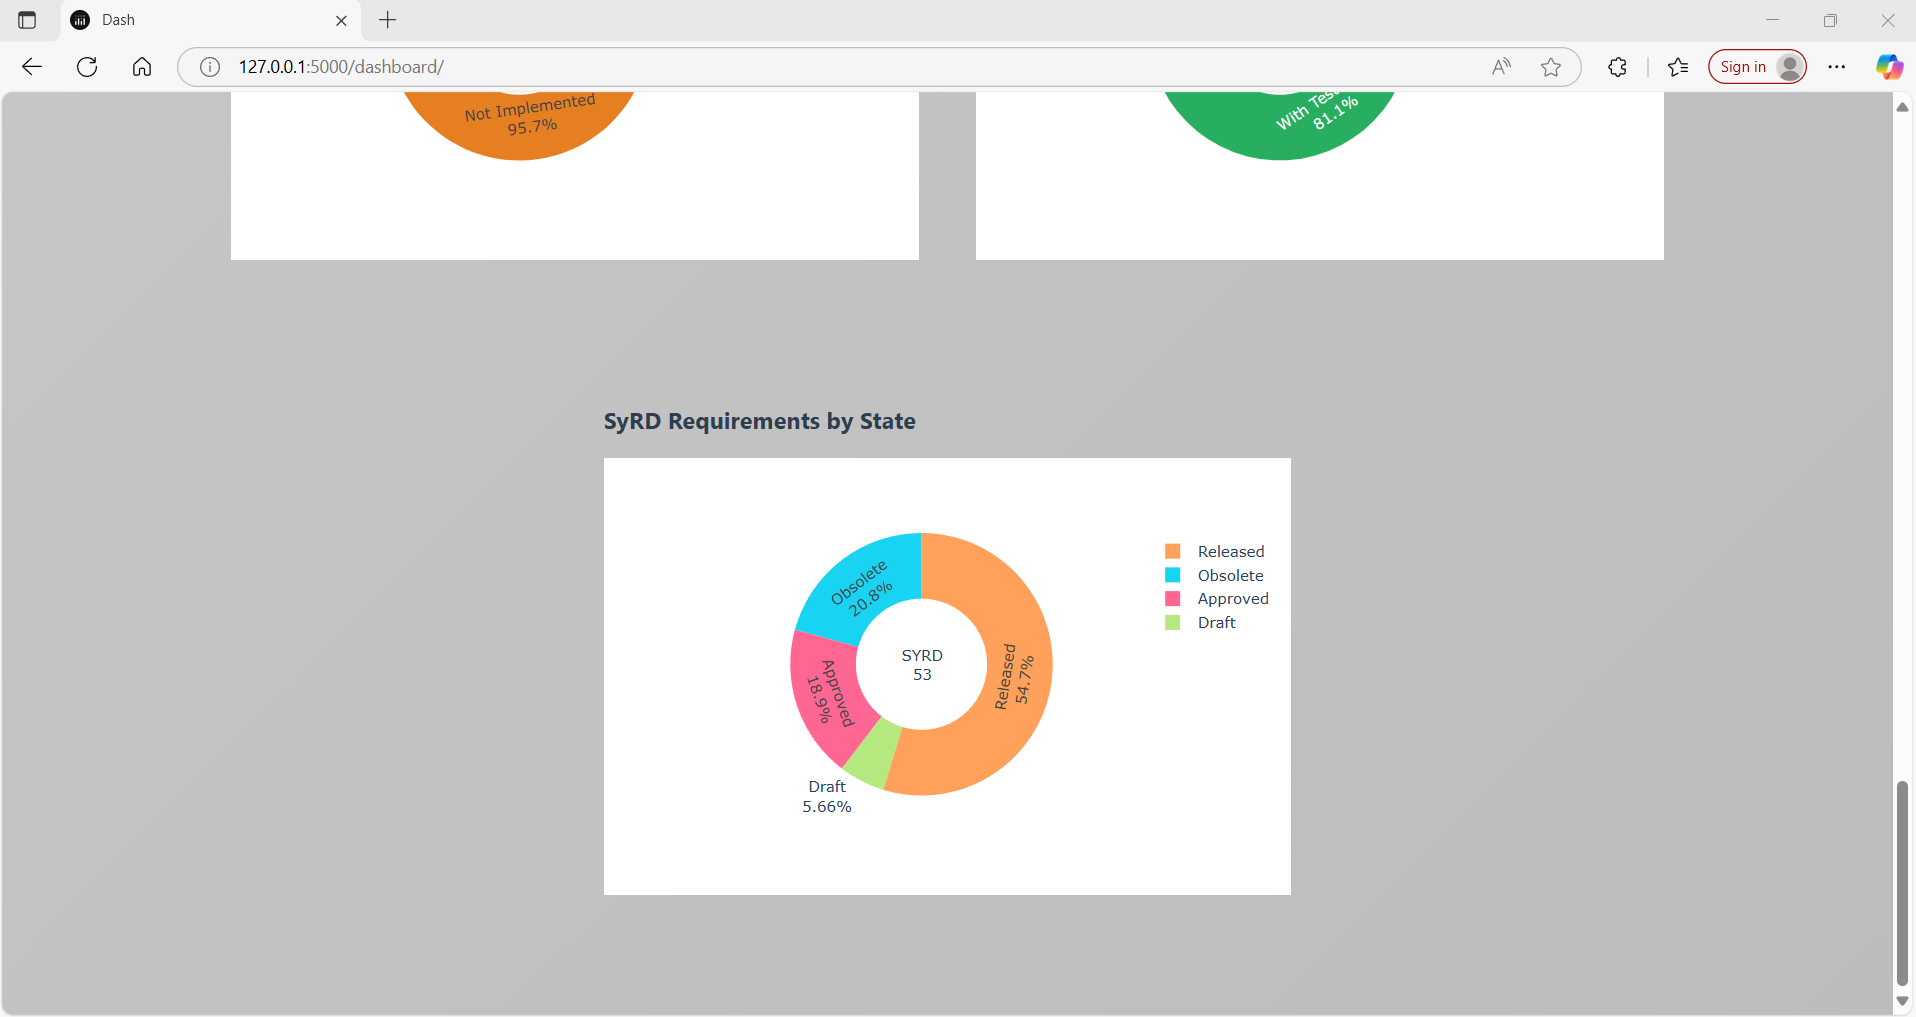 Dash
127.0.0.1:5000/dashboard/
Sign in
Not Implemented
95.7%
With
81.1%
SyRD Requirements by State
Obsolete
20.8%
Released
54.7%
Approved
18.9%
Draft
5.66%
SYRD
53
Released
Obsolete
Approved
Draft